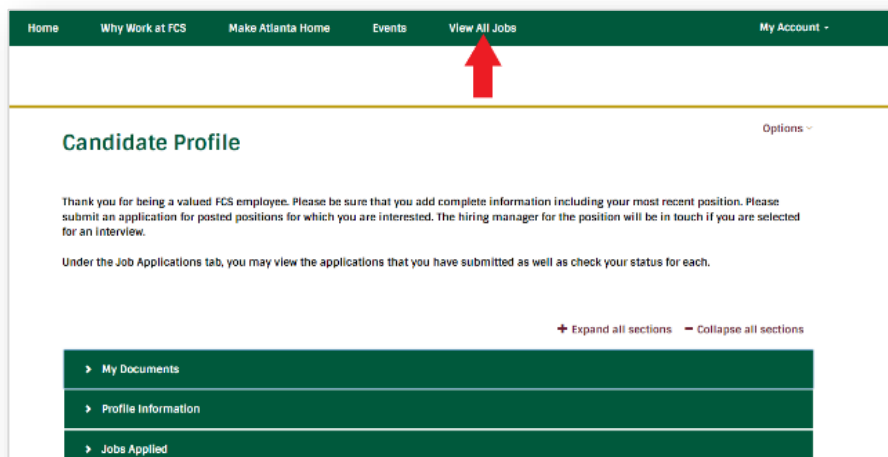 Home Why Work at FCS Make Atlanta Home Events View All Jobs My Account
Options
Candidate Profile
Thank you for being a valued FCS employee. Please be sure that you add complete information including your most recent position. Please
submit an application for posted positions for which you are interested. The hiring manager for the position will be in touch if you are selected
for an interview.
Under the Job Applications tab, you may view the applications that you have submitted as well as check your status for each.
+ Expand all sections − Collapse all sections
My Documents
Profile Information
Jobs Applied